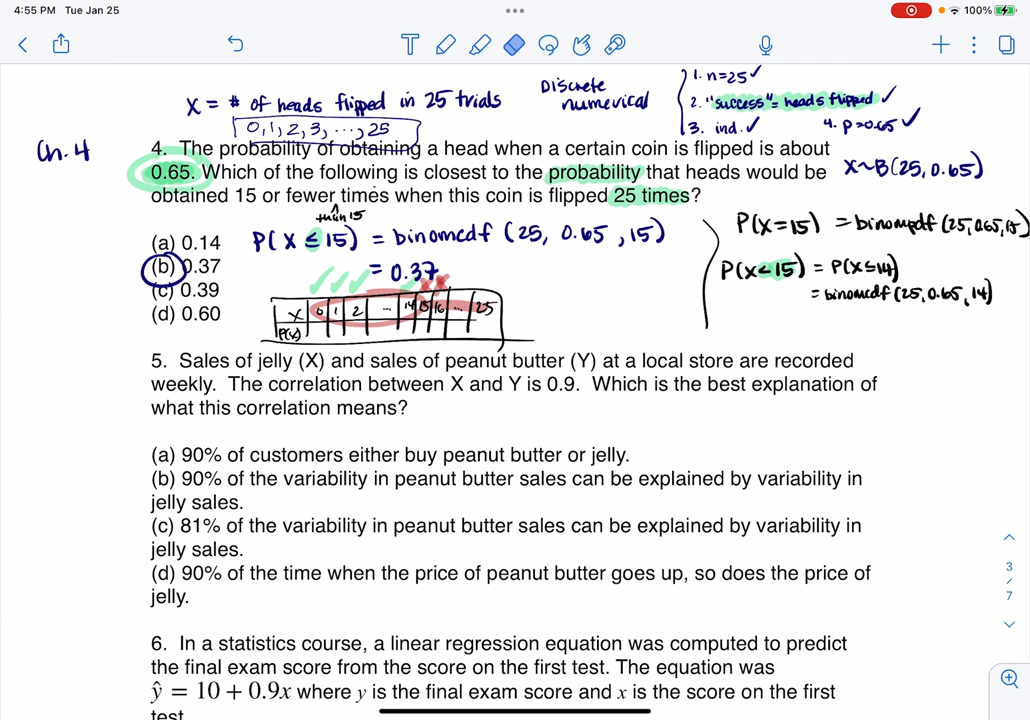 4:55 PM Tue Jan 25
100%
X = # of heads flipped in 25 trials
0, 1, 2, 3, ..., 25
Discrete
numerical
1. n=25 ✓
2. "success" = heads flipped ✓
3. ind. ✓
4. p=0.65 ✓
Ch. 4
4. The probability of obtaining a head when a certain coin is flipped is about
0.65. Which of the following is closest to the probability that heads would be
obtained 15 or fewer times when this coin is flipped 25 times?
than 15
X~B(25, 0.65)
(a) 0.14
(b) 0.37
(c) 0.39
(d) 0.60
P(X ≤ 15) = binomcdf (25, 0.65, 15)
= 0.37
X 0 1 2 ... 14 15 16 ... 25
P(X)
P(X=15) = binompdf (25, 0.65, 15)
P(X<15) = P(X≤14)
= binomcdf (25, 0.65, 14)
5. Sales of jelly (X) and sales of peanut butter (Y) at a local store are recorded
weekly. The correlation between X and Y is 0.9. Which is the best explanation of
what this correlation means?
(a) 90% of customers either buy peanut butter or jelly.
(b) 90% of the variability in peanut butter sales can be explained by variability in
jelly sales.
(c) 81% of the variability in peanut butter sales can be explained by variability in
jelly sales.
(d) 90% of the time when the price of peanut butter goes up, so does the price of
jelly.
3
/
7
6. In a statistics course, a linear regression equation was computed to predict
the final exam score from the score on the first test. The equation was
ŷ = 10 + 0.9x where y is the final exam score and x is the score on the first
test.